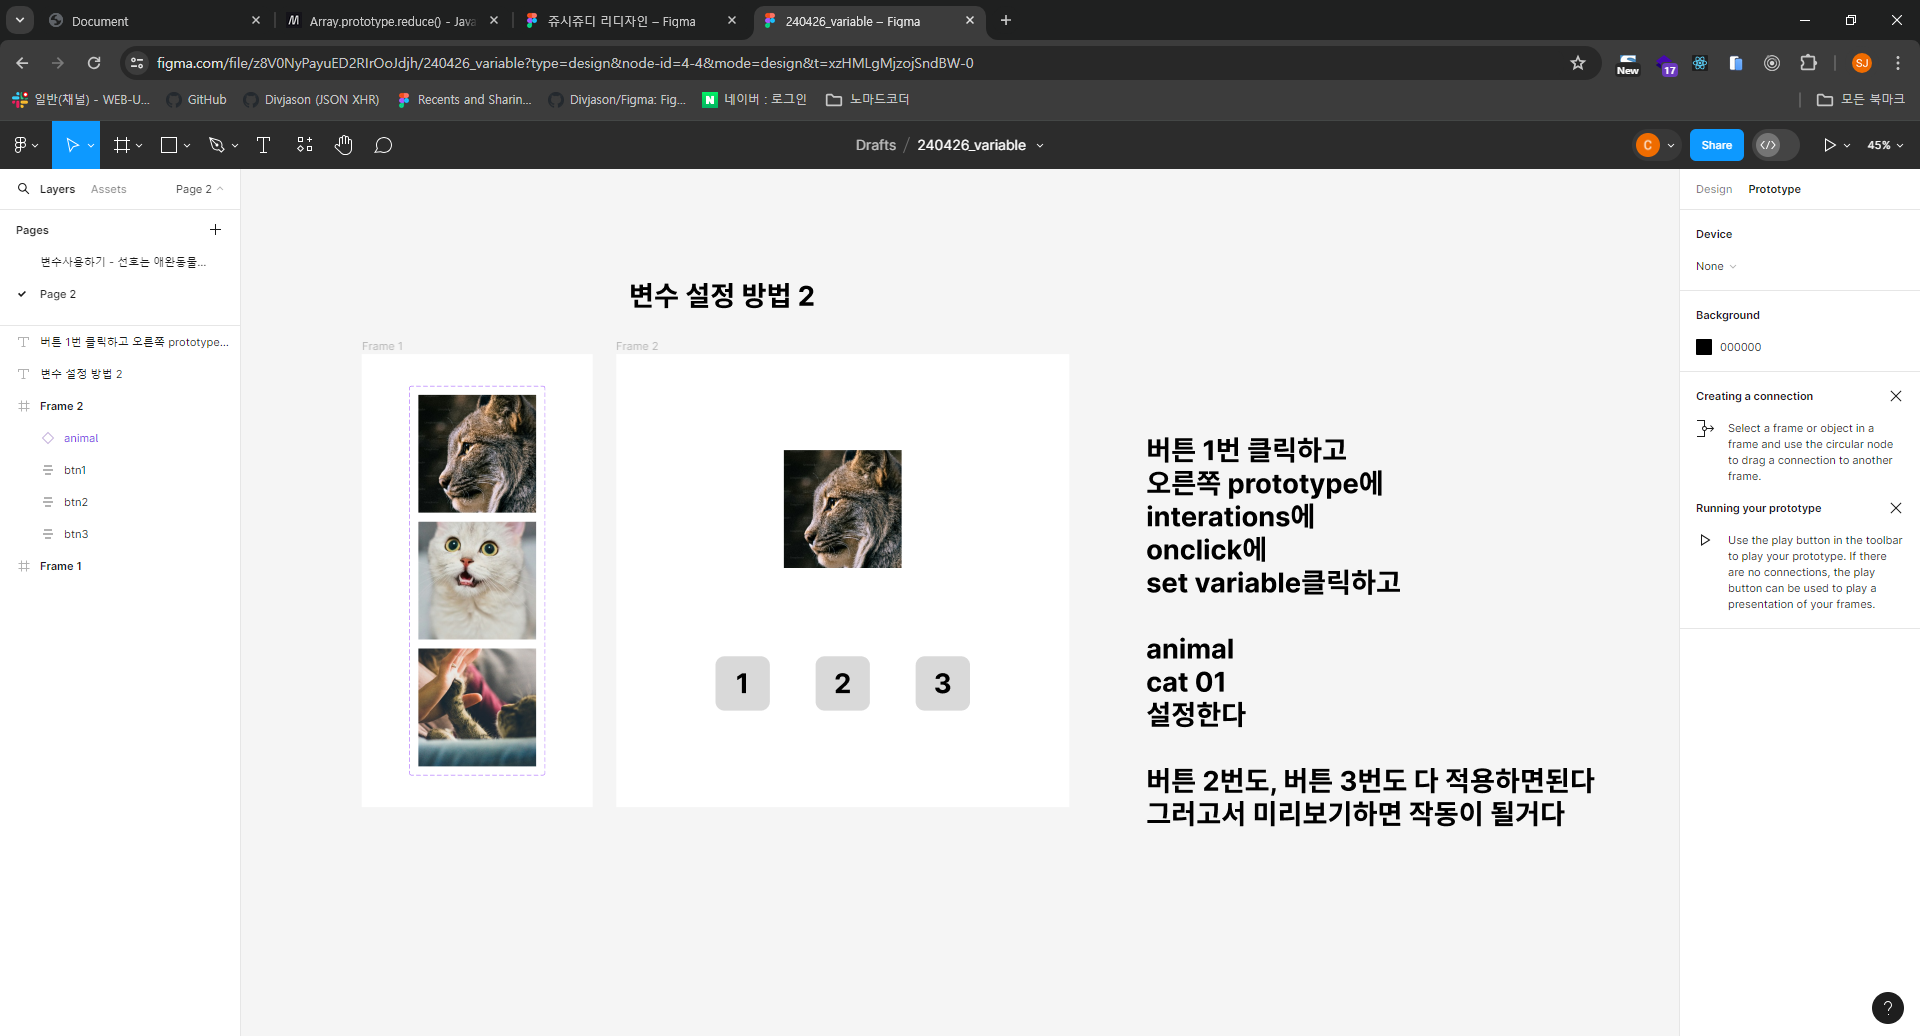 Document
Array.prototype.reduce() - Java
쥬시쥬디 리디자인 – Figma
240426_variable – Figma
figma.com/file/z8V0NyPayuED2RIrOoJdjh/240426_variable?type=design&node-id=4-4&mode=design&t=xzHMLgMjzojSndBW-0
New
17
SJ
일반(채널) - WEB-U...
GitHub
Divjason (JSON XHR)
Recents and Sharin...
Divjason/Figma: Fig...
네이버 : 로그인
노마드코더
모든 북마크
Drafts / 240426_variable
C
Share
45%
Layers
Assets
Page 2
Design
Prototype
Pages
변수사용하기 - 선호는 애완동물...
Page 2
버튼 1번 클릭하고 오른쪽 prototype...
변수 설정 방법 2
Frame 2
animal
btn1
btn2
btn3
Frame 1
변수 설정 방법 2
Frame 1
Frame 2
1
2
3
버튼 1번 클릭하고
오른쪽 prototype에
interations에
onclick에
set variable클릭하고
animal
cat 01
설정한다
버튼 2번도, 버튼 3번도 다 적용하면된다
그러고서 미리보기하면 작동이 될거다
Device
None
Background
000000
Creating a connection
Select a frame or object in a
frame and use the circular node
to drag a connection to another
frame.
Running your prototype
Use the play button in the toolbar
to play your prototype. If there
are no connections, the play
button can be used to play a
presentation of your frames.
?